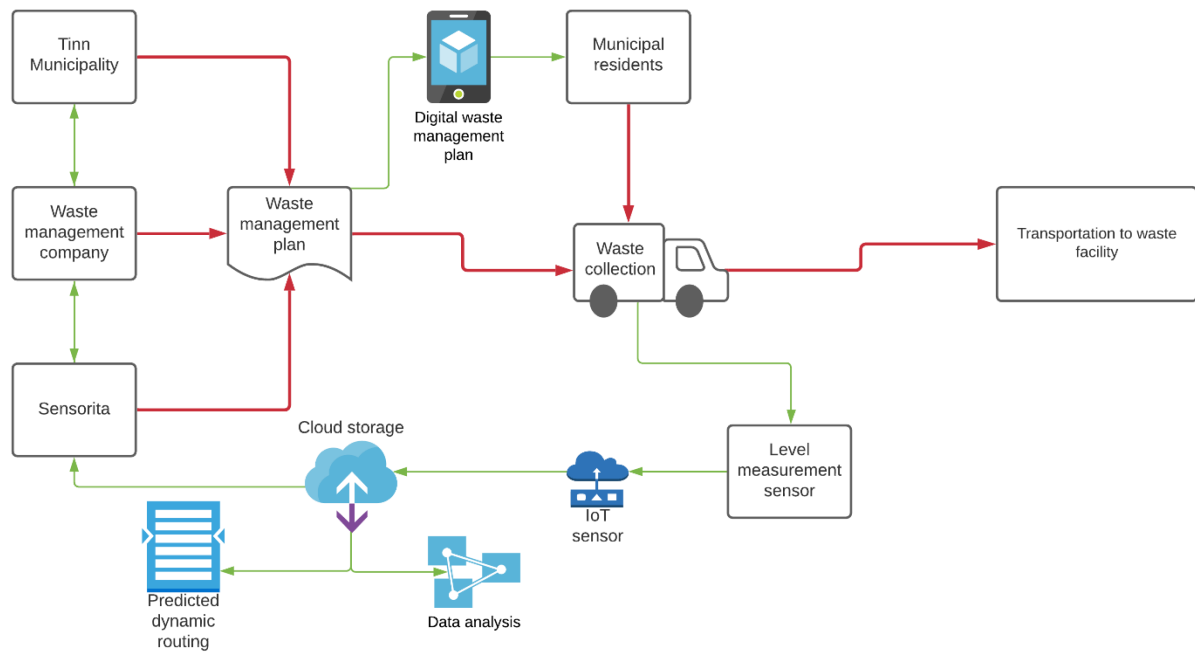 Tinn
Municipality
Municipal
residents
Digital waste
management
plan
Waste
management
company
Waste
management
plan
Waste
collection
Transportation to waste
facility
Sensorita
Cloud storage
Level
measurement
sensor
IoT
sensor
Predicted
dynamic
routing
Data analysis